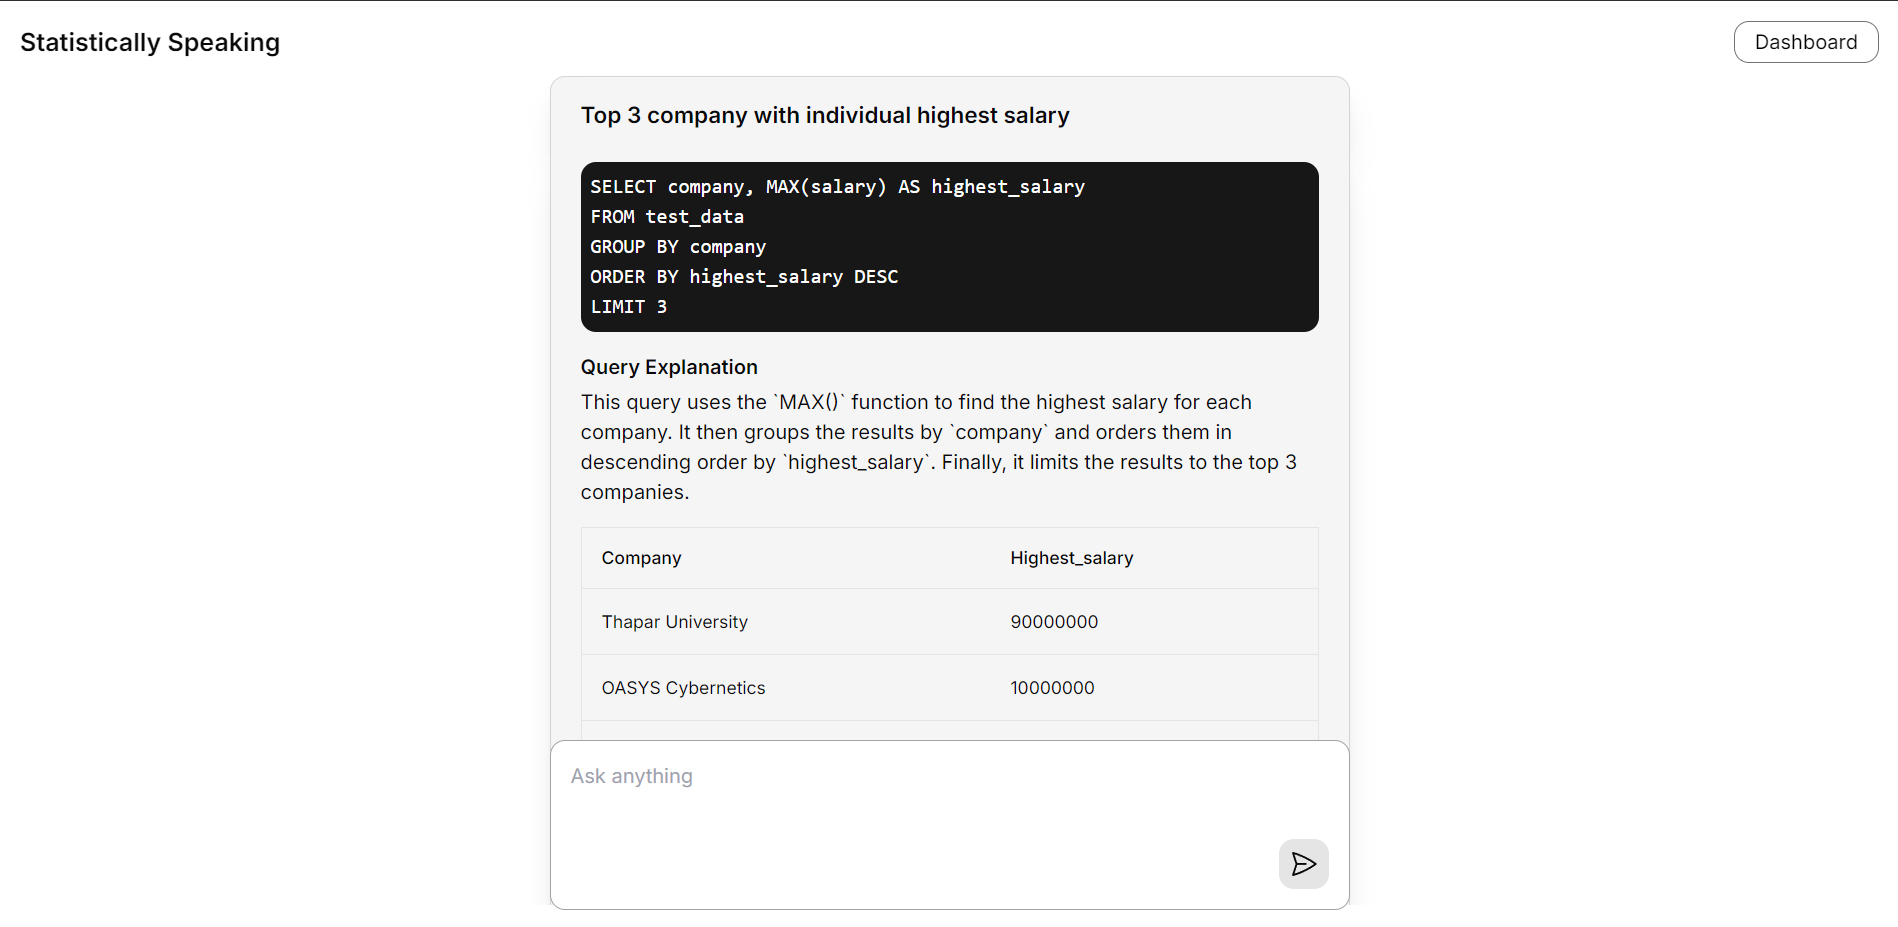 Statistically Speaking
Dashboard
Top 3 company with individual highest salary
SELECT company, MAX(salary) AS highest_salary
FROM test_data
GROUP BY company
ORDER BY highest_salary DESC
LIMIT 3
Query Explanation
This query uses the `MAX()` function to find the highest salary for each
company. It then groups the results by `company` and orders them in
descending order by `highest_salary`. Finally, it limits the results to the top 3
companies.
Company Highest_salary
Thapar University 90000000
OASYS Cybernetics 10000000
Ask anything